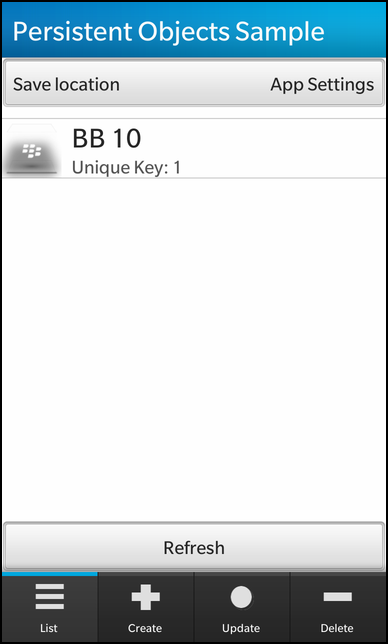 Persistent Objects Sample
Save location App Settings
BB 10
Unique Key: 1
Refresh
List Create Update Delete